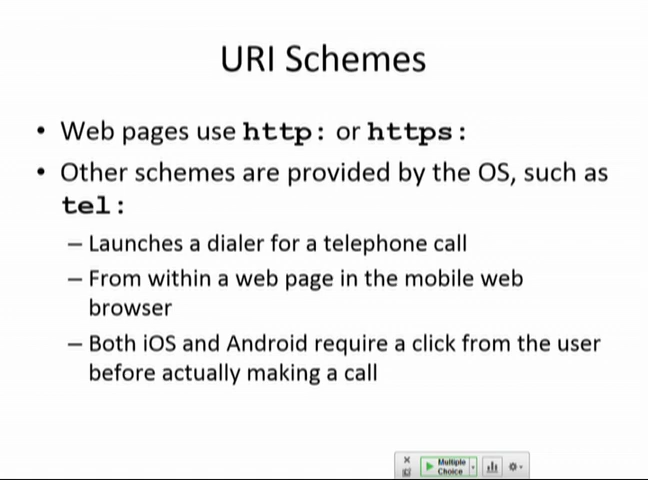 URI Schemes
• Web pages use http: or https:
• Other schemes are provided by the OS, such as
tel:
– Launches a dialer for a telephone call
– From within a web page in the mobile web
browser
– Both iOS and Android require a click from the user
before actually making a call
Multiple
Choice